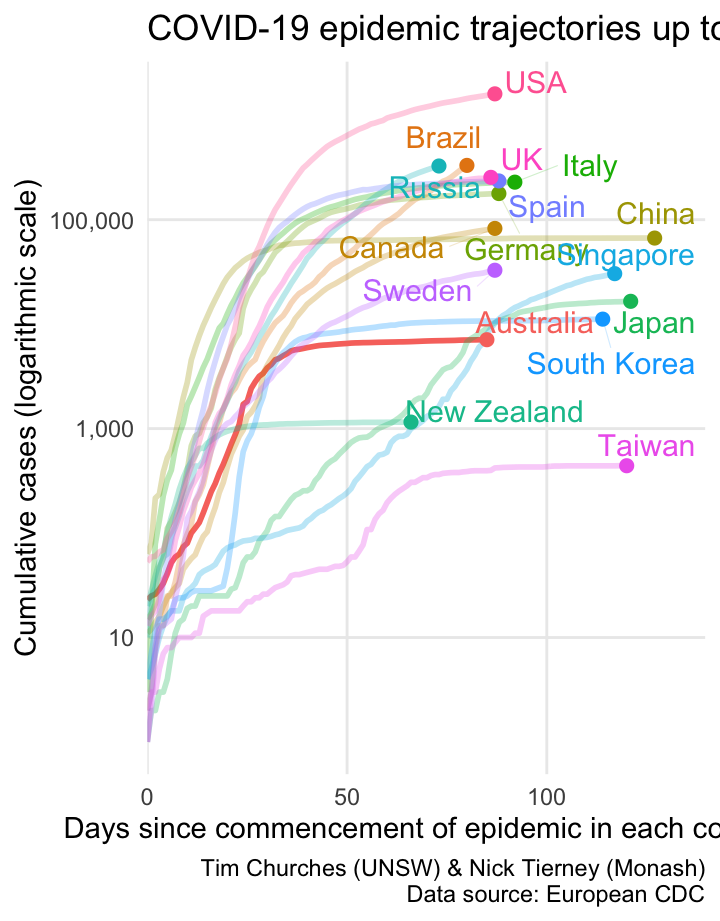 COVID-19 epidemic trajectories up to
USA
Brazil
UK
Italy
Russia
Spain
China
Canada
Germany
Singapore
Sweden
Australia
Japan
South Korea
New Zealand
Taiwan
100,000
1,000
10
Cumulative cases (logarithmic scale)
0 50 100
Days since commencement of epidemic in each co
Tim Churches (UNSW) & Nick Tierney (Monash)
Data source: European CDC